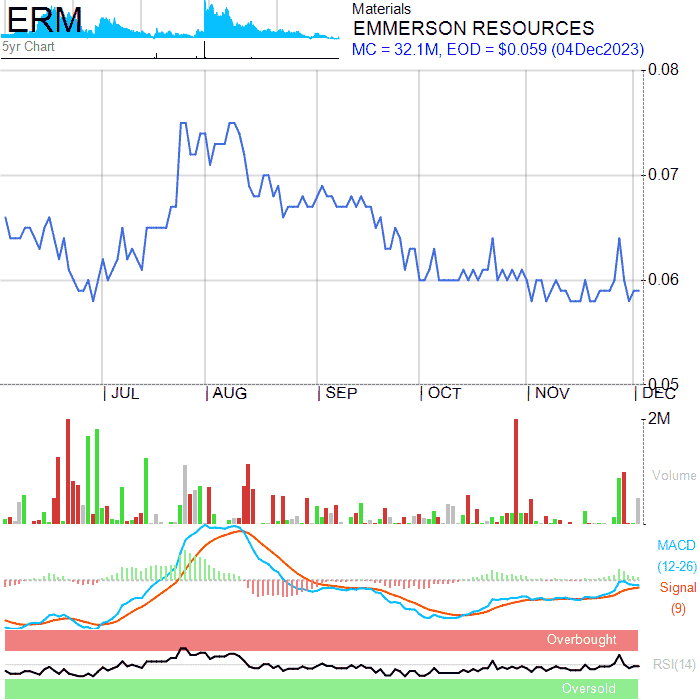 ERM
5yr Chart
Materials
EMMERSON RESOURCES
MC = 32.1M, EOD = $0.059 (04Dec2023)
0.08
0.07
0.06
0.05
JUL
AUG
SEP
OCT
NOV
DEC
2M
Volume
MACD
(12-26)
Signal
(9)
Overbought
RSI(14)
Oversold